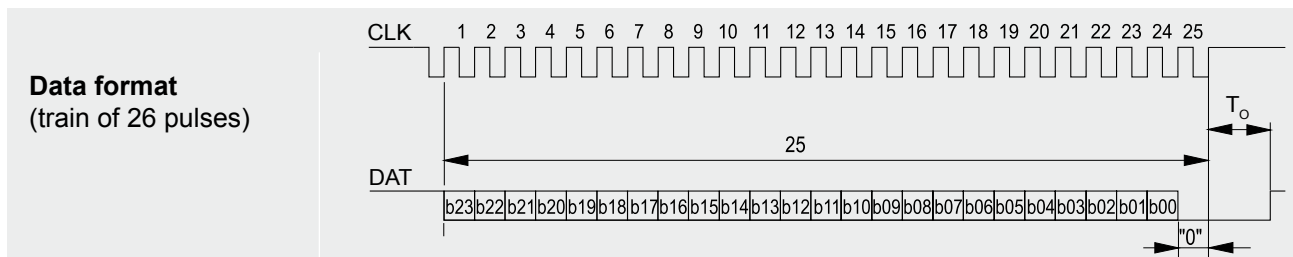 CLK 1 2 3 4 5 6 7 8 9 10 11 12 13 14 15 16 17 18 19 20 21 22 23 24 25
Data format
(train of 26 pulses)
To
25
DAT
b23 b22 b21 b20 b19 b18 b17 b16 b15 b14 b13 b12 b11 b10 b09 b08 b07 b06 b05 b04 b03 b02 b01 b00
"0"